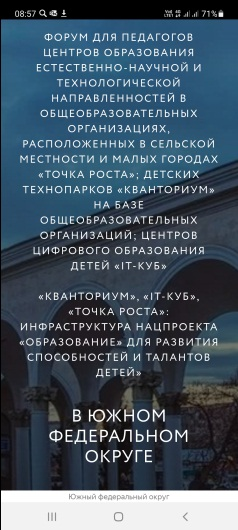 08:57
71%
ФОРУМ ДЛЯ ПЕДАГОГОВ
ЦЕНТРОВ ОБРАЗОВАНИЯ
ЕСТЕСТВЕННО-НАУЧНОЙ И
ТЕХНОЛОГИЧЕСКОЙ
НАПРАВЛЕННОСТЕЙ В
ОБЩЕОБРАЗОВАТЕЛЬНЫХ
ОРГАНИЗАЦИЯХ,
РАСПОЛОЖЕННЫХ В СЕЛЬСКОЙ
МЕСТНОСТИ И МАЛЫХ ГОРОДАХ
«ТОЧКА РОСТА»; ДЕТСКИХ
ТЕХНОПАРКОВ «КВАНТОРИУМ»
НА БАЗЕ
ОБЩЕОБРАЗОВАТЕЛЬНЫХ
ОРГАНИЗАЦИЙ; ЦЕНТРОВ
ЦИФРОВОГО ОБРАЗОВАНИЯ
ДЕТЕЙ «IT-КУБ»
«КВАНТОРИУМ», «IT-КУБ»,
«ТОЧКА РОСТА»:
ИНФРАСТРУКТУРА НАЦПРОЕКТА
«ОБРАЗОВАНИЕ» ДЛЯ РАЗВИТИЯ
СПОСОБНОСТЕЙ И ТАЛАНТОВ
ДЕТЕЙ»
В ЮЖНОМ
ФЕДЕРАЛЬНОМ
ОКРУГЕ
Южный федеральный округ